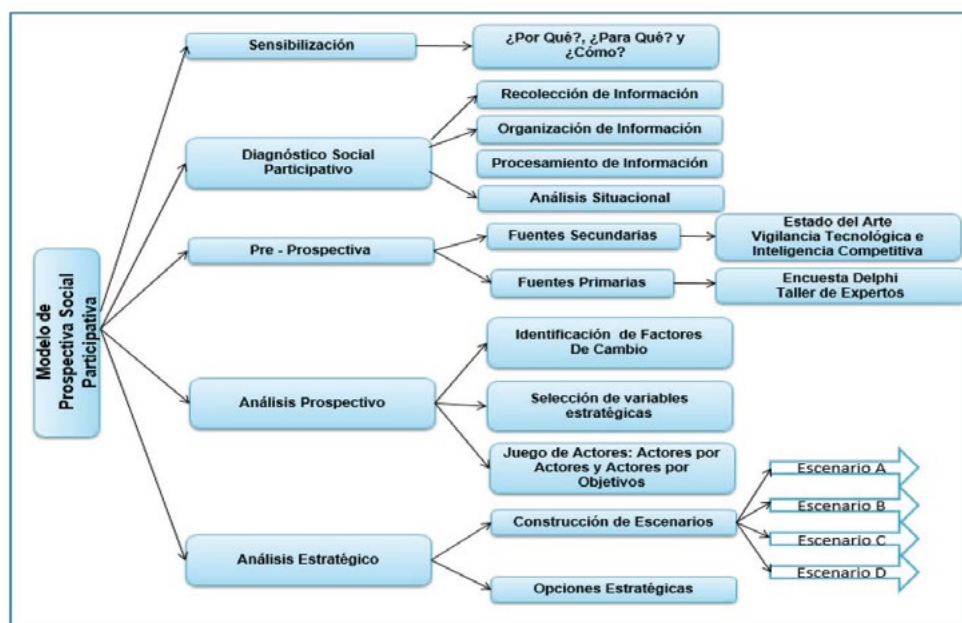 Modelo de
Prospectiva Social
Participativa
Sensibilización
¿Por Qué?, ¿Para Qué? y
¿Cómo?
Diagnóstico Social
Participativo
Recolección de Información
Organización de Información
Procesamiento de Información
Análisis Situacional
Pre - Prospectiva
Fuentes Secundarias
Estado del Arte
Vigilancia Tecnológica e
Inteligencia Competitiva
Fuentes Primarias
Encuesta Delphi
Taller de Expertos
Análisis Prospectivo
Identificación de Factores
De Cambio
Selección de variables
estratégicas
Juego de Actores: Actores por
Actores y Actores por
Objetivos
Análisis Estratégico
Construcción de Escenarios
Escenario A
Escenario B
Escenario C
Escenario D
Opciones Estratégicas